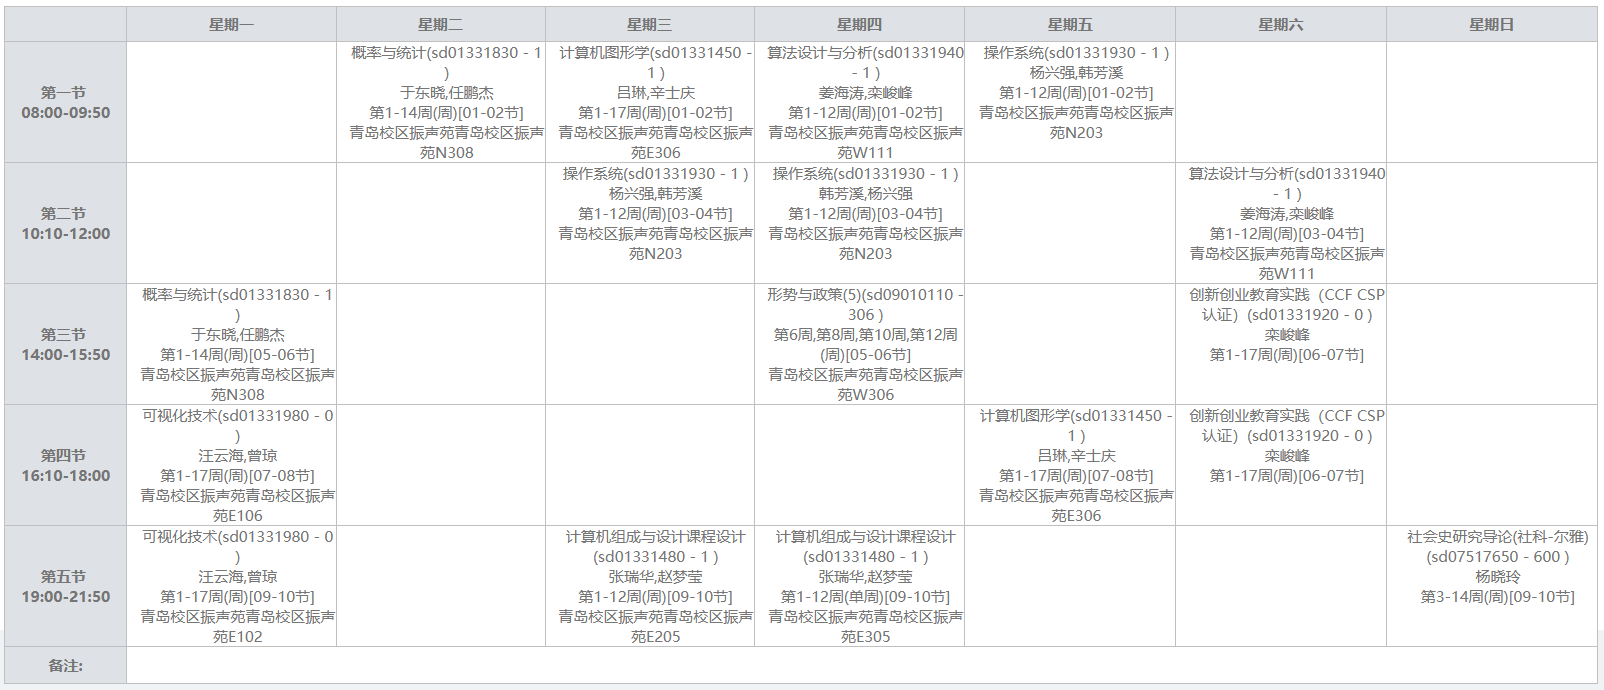 星期一
星期二
星期三
星期四
星期五
星期六
星期日
第一节
08:00-09:50
概率与统计(sd01331830 - 1
)
于东晓,任鹏杰
第1-14周(周)[01-02节]
青岛校区振声苑青岛校区振声
苑N308
计算机图形学(sd01331450 -
1 )
吕琳,辛士庆
第1-17周(周)[01-02节]
青岛校区振声苑青岛校区振声
苑E306
算法设计与分析(sd01331940
- 1 )
姜海涛,栾峻峰
第1-12周(周)[01-02节]
青岛校区振声苑青岛校区振声
苑W111
操作系统(sd01331930 - 1 )
杨兴强,韩芳溪
第1-12周(周)[01-02节]
青岛校区振声苑青岛校区振声
苑N203
第二节
10:10-12:00
操作系统(sd01331930 - 1 )
杨兴强,韩芳溪
第1-12周(周)[03-04节]
青岛校区振声苑青岛校区振声
苑N203
操作系统(sd01331930 - 1 )
韩芳溪,杨兴强
第1-12周(周)[03-04节]
青岛校区振声苑青岛校区振声
苑N203
算法设计与分析(sd01331940
- 1 )
姜海涛,栾峻峰
第1-12周(周)[03-04节]
青岛校区振声苑青岛校区振声
苑W111
第三节
14:00-15:50
概率与统计(sd01331830 - 1
)
于东晓,任鹏杰
第1-14周(周)[05-06节]
青岛校区振声苑青岛校区振声
苑N308
形势与政策(5)(sd09010110 -
306 )
第6周,第8周,第10周,第12周
(周)[05-06节]
青岛校区振声苑青岛校区振声
苑W306
创新创业教育实践（CCF CSP
认证）(sd01331920 - 0 )
栾峻峰
第1-17周(周)[06-07节]
第四节
16:10-18:00
可视化技术(sd01331980 - 0
)
汪云海,曾琼
第1-17周(周)[07-08节]
青岛校区振声苑青岛校区振声
苑E106
计算机图形学(sd01331450 -
1 )
吕琳,辛士庆
第1-17周(周)[07-08节]
青岛校区振声苑青岛校区振声
苑E306
创新创业教育实践（CCF CSP
认证）(sd01331920 - 0 )
栾峻峰
第1-17周(周)[06-07节]
第五节
19:00-21:50
可视化技术(sd01331980 - 0
)
汪云海,曾琼
第1-17周(周)[09-10节]
青岛校区振声苑青岛校区振声
苑E102
计算机组成与设计课程设计
(sd01331480 - 1 )
张瑞华,赵梦莹
第1-12周(周)[09-10节]
青岛校区振声苑青岛校区振声
苑E205
计算机组成与设计课程设计
(sd01331480 - 1 )
张瑞华,赵梦莹
第1-12周(单周)[09-10节]
青岛校区振声苑青岛校区振声
苑E305
社会史研究导论(社科-尔雅)
(sd07517650 - 600 )
杨晓玲
第3-14周(周)[09-10节]
备注: